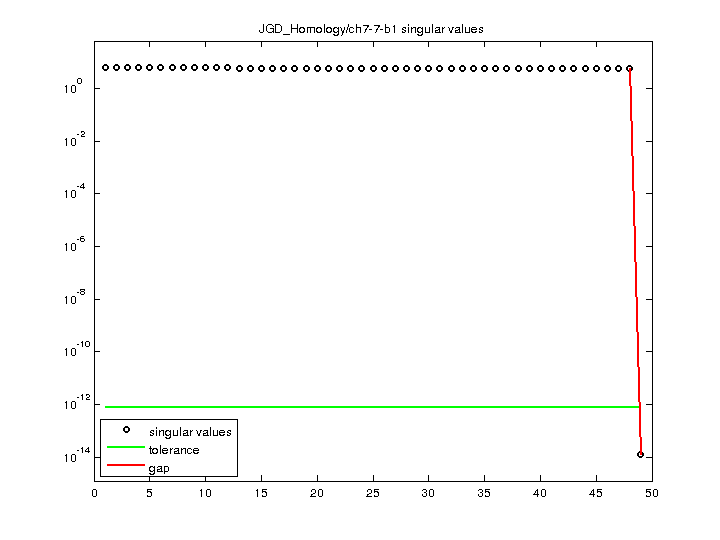 JGD_Homology/ch7-7-b1 singular values
10^0
10^-2
10^-4
10^-6
10^-8
10^-10
10^-12
10^-14
singular values
tolerance
gap
0 5 10 15 20 25 30 35 40 45 50